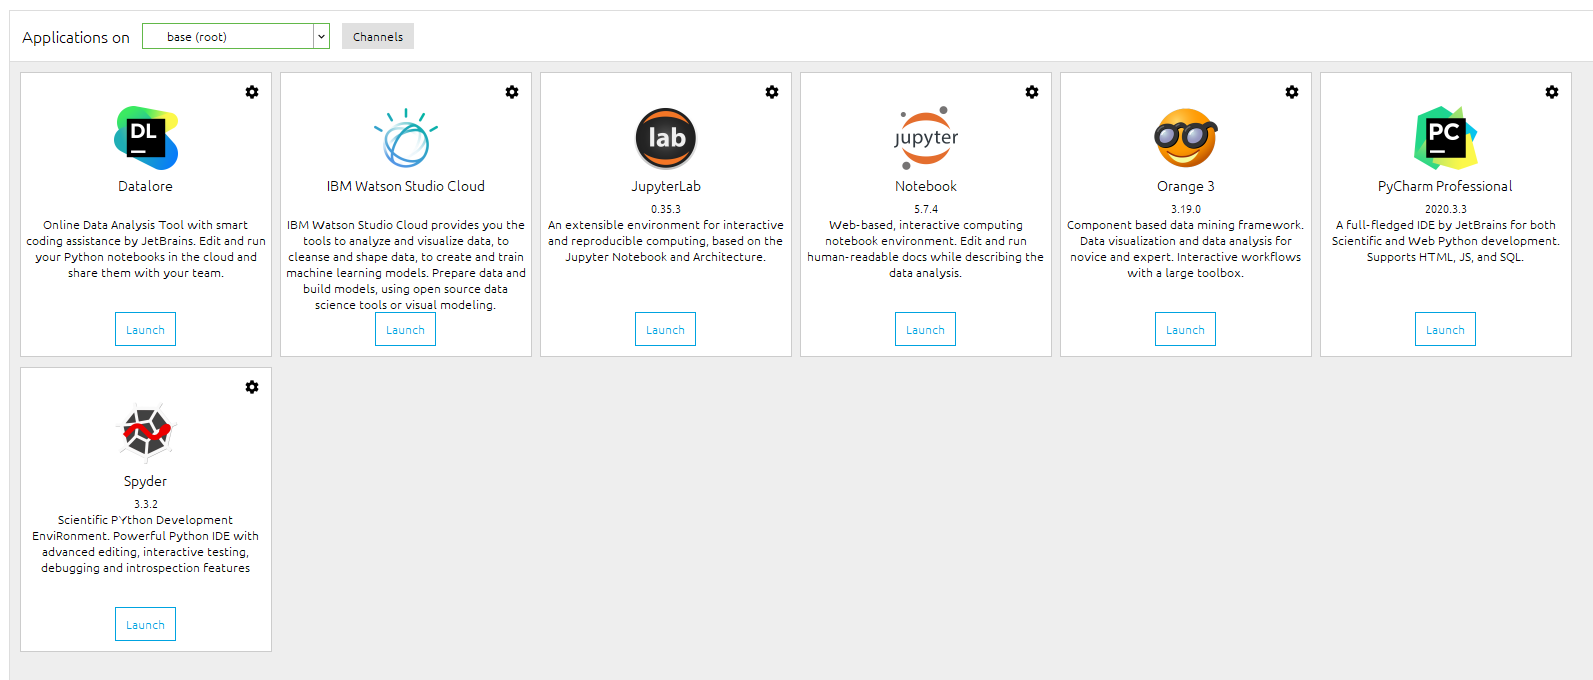 Applications on base (root) Channels
DL
Datalore
Online Data Analysis Tool with smart
coding assistance by JetBrains. Edit and run
your Python notebooks in the cloud and
share them with your team.
Launch
IBM Watson Studio Cloud
IBM Watson Studio Cloud provides you the
tools to analyze and visualize data, to
cleanse and shape data, to create and train
machine learning models. Prepare data and
build models, using open source data
science tools or visual modeling.
Launch
lab
JupyterLab
0.35.3
An extensible environment for interactive
and reproducible computing, based on the
Jupyter Notebook and Architecture.
Launch
jupyter
Notebook
5.7.4
Web-based, interactive computing
notebook environment. Edit and run
human-readable docs while describing the
data analysis.
Launch
Orange 3
3.19.0
Component based data mining framework.
Data visualization and data analysis for
novice and expert. Interactive workflows
with a large toolbox.
Launch
PC
PyCharm Professional
2020.3.3
A full-fledged IDE by JetBrains for both
Scientific and Web Python development.
Supports HTML, JS, and SQL.
Launch
Spyder
3.3.2
Scientific PYthon Development
EnviRonment. Powerful Python IDE with
advanced editing, interactive testing,
debugging and introspection features
Launch